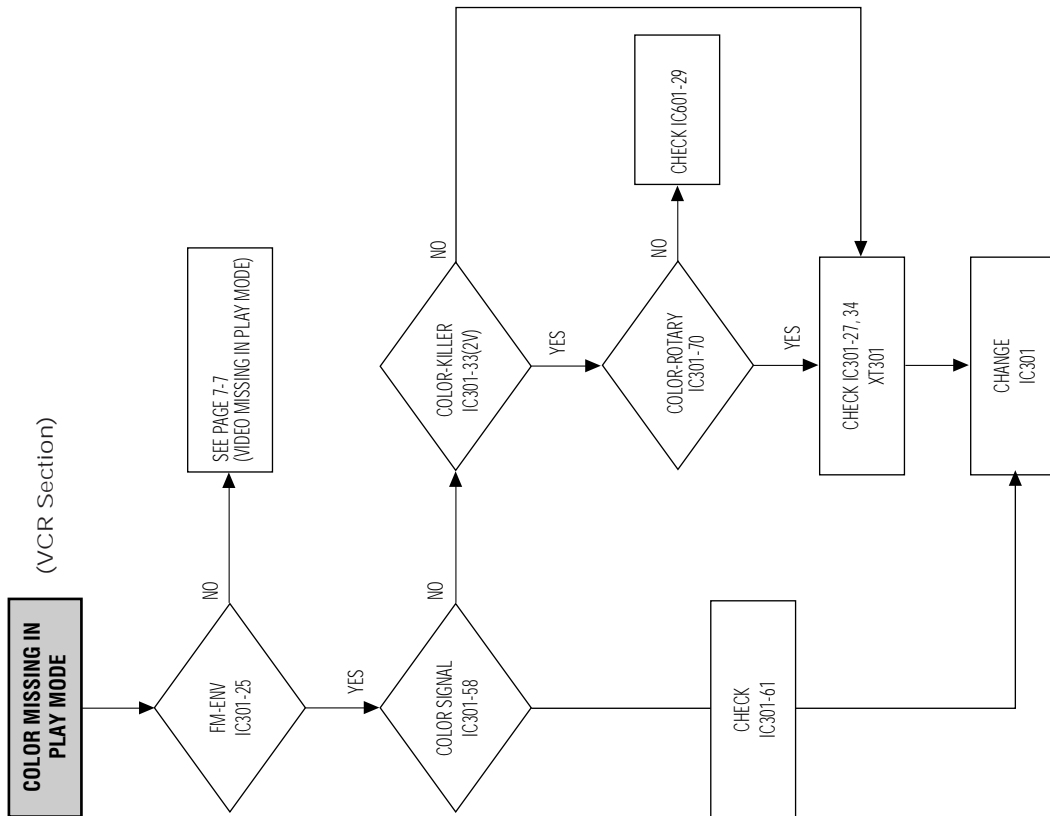 COLOR MISSING IN
PLAY MODE
(VCR Section)
FM-ENV
IC301-25
NO
SEE PAGE 7-7
(VIDEO MISSING IN PLAY MODE)
YES
COLOR SIGNAL
IC301-58
NO
COLOR-KILLER
IC301-33(2V)
NO
YES
COLOR-ROTARY
IC301-70
NO
CHECK IC601-29
YES
CHECK IC301-27, 34
XT301
CHECK
IC301-61
CHANGE
IC301